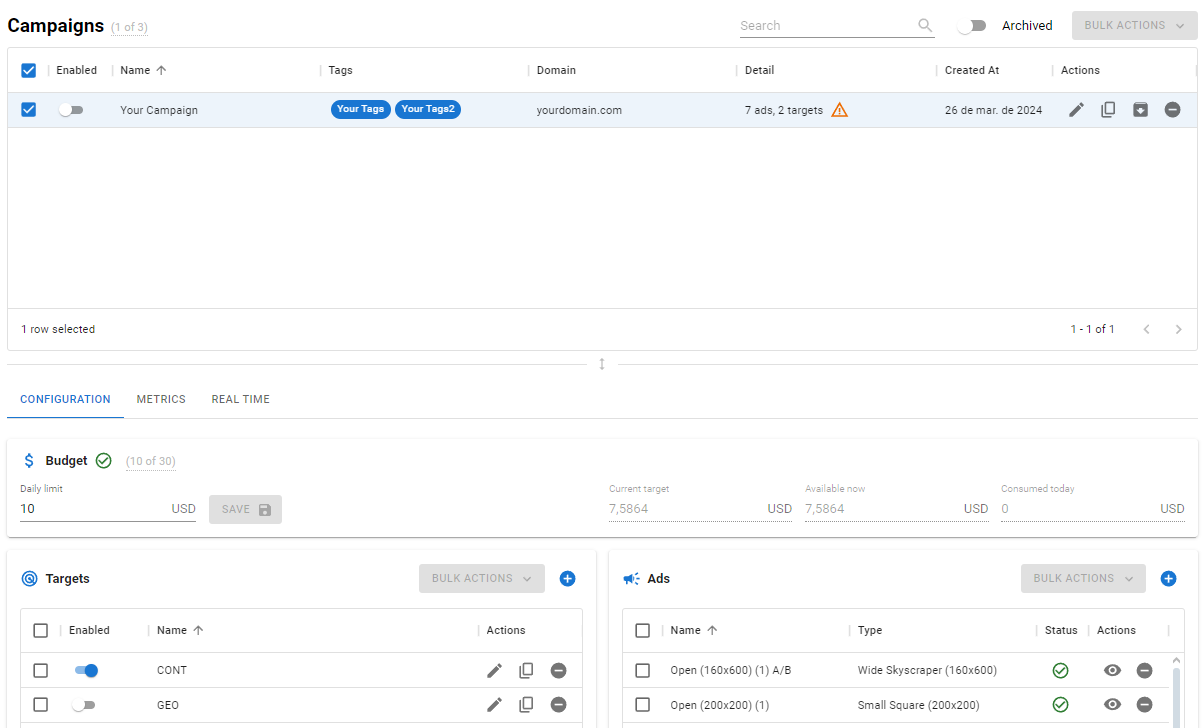 Campaigns (1 of 3) Search Archived BULK ACTIONS
Enabled Name Tags Domain Detail Created At Actions
Your Campaign Your Tags Your Tags2 yourdomain.com 7 ads, 2 targets 26 de mar. de 2024
1 row selected 1 - 1 of 1
CONFIGURATION METRICS REAL TIME
Budget (10 of 30)
Daily limit Current target Available now Consumed today
10 USD SAVE 7,5864 USD 7,5864 USD 0 USD
Targets BULK ACTIONS Ads BULK ACTIONS
Enabled Name Actions Name Type Status Actions
CONT Open (160x600) (1) A/B Wide Skyscraper (160x600)
GEO Open (200x200) (1) Small Square (200x200)